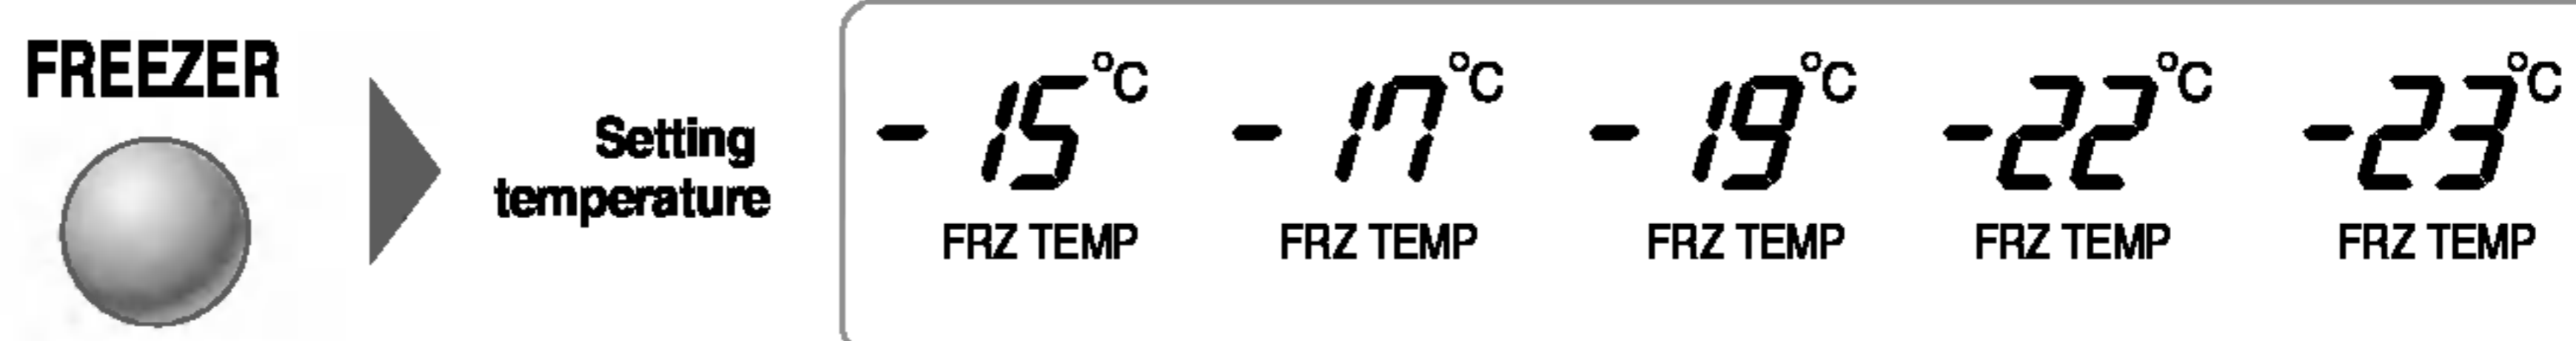 FREEZER
Setting
temperature
-15°C -17°C -19°C -22°C -23°C
FRZ TEMP FRZ TEMP FRZ TEMP FRZ TEMP FRZ TEMP